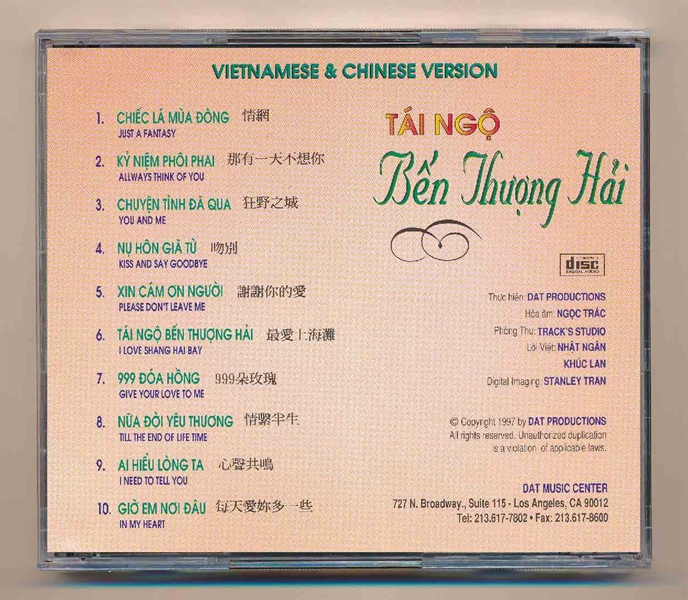 VIETNAMESE & CHINESE VERSION
1. CHIẾC LÁ MÙA ĐÔNG 情網
JUST A FANTASY
2. KỶ NIỆM PHÔI PHAI 那有一天不想你
ALLWAYS THINK OF YOU
3. CHUYỆN TÌNH ĐÃ QUA 狂野之城
YOU AND ME
4. NỤ HÔN GIÃ TỪ 吻別
KISS AND SAY GOODBYE
5. XIN CÁM ƠN NGƯỜI 謝謝你的愛
PLEASE DON'T LEAVE ME
6. TÁI NGỘ BẾN THƯỢNG HẢI 最愛上海灘
I LOVE SHANG HAI BAY
7. 999 ĐÓA HỒNG 999朵玫瑰
GIVE YOUR LOVE TO ME
8. NỮA ĐỜI YÊU THƯƠNG 情繫半生
TILL THE END OF LIFE TIME
9. AI HIỂU LÒNG TA 心聲共鳴
I NEED TO TELL YOU
10. GIỜ EM NƠI ĐÂU 每天愛妳多一些
IN MY HEART
TÁI NGỘ
Bến Thượng Hải
COMPACT
disc
DIGITAL AUDIO
Thực hiện: DAT PRODUCTIONS
Hòa âm: NGỌC TRÁC
Phòng Thu: TRACK'S STUDIO
Lời Việt: NHẬT NGÂN
KHÚC LAN
Digital Imaging: STANLEY TRAN
© Copyright 1997 by DAT PRODUCTIONS
All rights reserved. Unauthorized duplication
is a violation of applicable laws.
DAT MUSIC CENTER
727 N. Broadway., Suite 115 - Los Angeles, CA 90012
Tel: 213.617-7802 • Fax: 213.617-8600